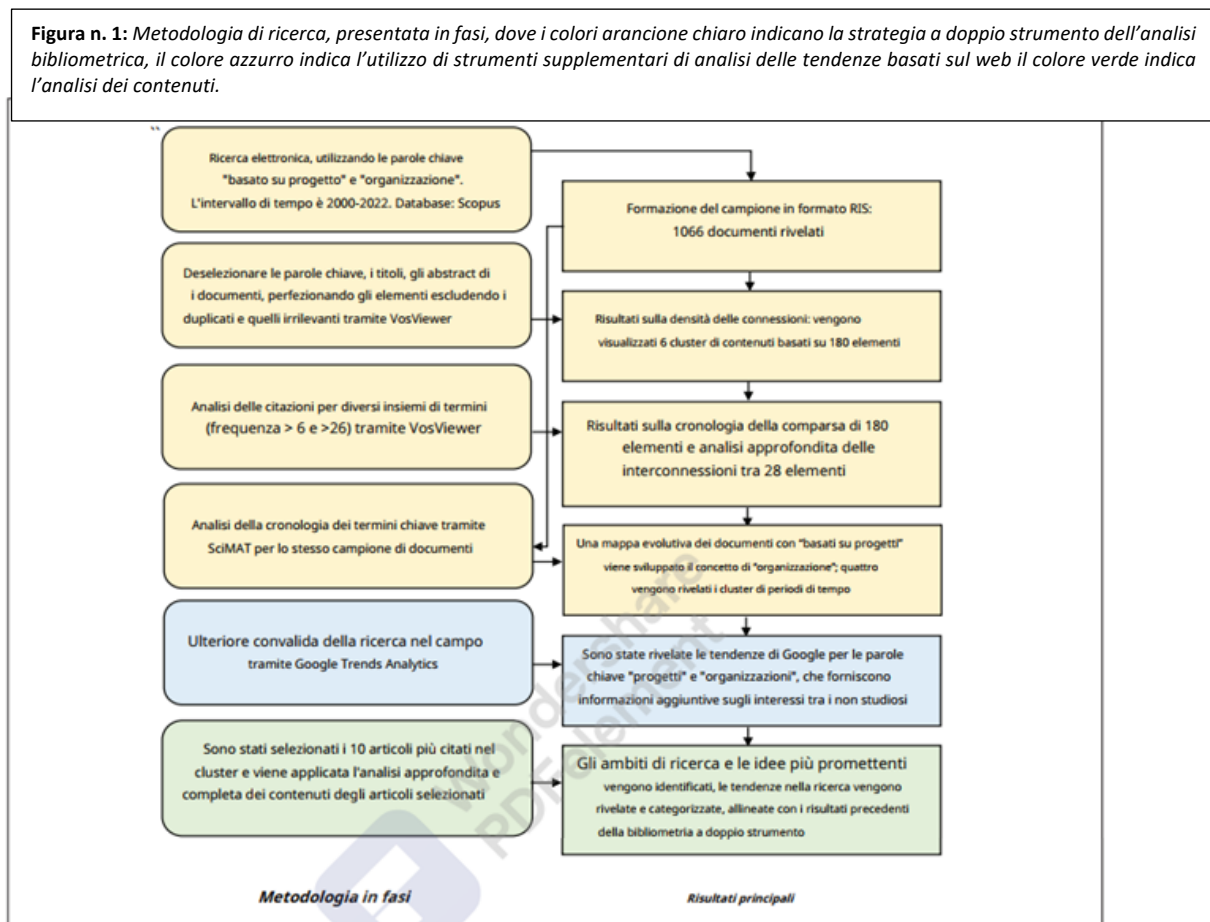 Figura n. 1: Metodologia di ricerca, presentata in fasi, dove i colori arancione chiaro indicano la strategia a doppio strumento dell'analisi
bibliometrica, il colore azzurro indica l'utilizzo di strumenti supplementari di analisi delle tendenze basati sul web il colore verde indica
l'analisi dei contenuti.
Ricerca elettronica, utilizzando le parole chiave
"basato su progetto" e "organizzazione".
L'intervallo di tempo è 2000-2022. Database: Scopus
Formazione del campione in formato RIS:
1066 documenti rivelati
Deselezionare le parole chiave, i titoli, gli abstract di
i documenti, perfezionando gli elementi escludendo i
duplicati e quelli irrilevanti tramite VosViewer
Risultati sulla densità delle connessioni: vengono
visualizzati 6 cluster di contenuti basati su 180 elementi
Analisi delle citazioni per diversi insiemi di termini
(frequenza > 6 e >26) tramite VosViewer
Risultati sulla cronologia della comparsa di 180
elementi e analisi approfondita delle
interconnessioni tra 28 elementi
Analisi della cronologia dei termini chiave tramite
SciMAT per lo stesso campione di documenti
Una mappa evolutiva dei documenti con "basati su progetti"
viene sviluppato il concetto di "organizzazione"; quattro
vengono rivelati i cluster di periodi di tempo
Ulteriore convalida della ricerca nel campo
tramite Google Trends Analytics
Sono state rivelate le tendenze di Google per le parole
chiave "progetti" e "organizzazioni", che forniscono
informazioni aggiuntive sugli interessi tra i non studiosi
Sono stati selezionati i 10 articoli più citati nel
cluster e viene applicata l'analisi approfondita e
completa dei contenuti degli articoli selezionati
Gli ambiti di ricerca e le idee più promettenti
vengono identificati, le tendenze nella ricerca vengono
rivelate e categorizzate, allineate con i risultati precedenti
della bibliometria a doppio strumento
Metodologia in fasi
Risultati principali
Wondershare
PDFelement